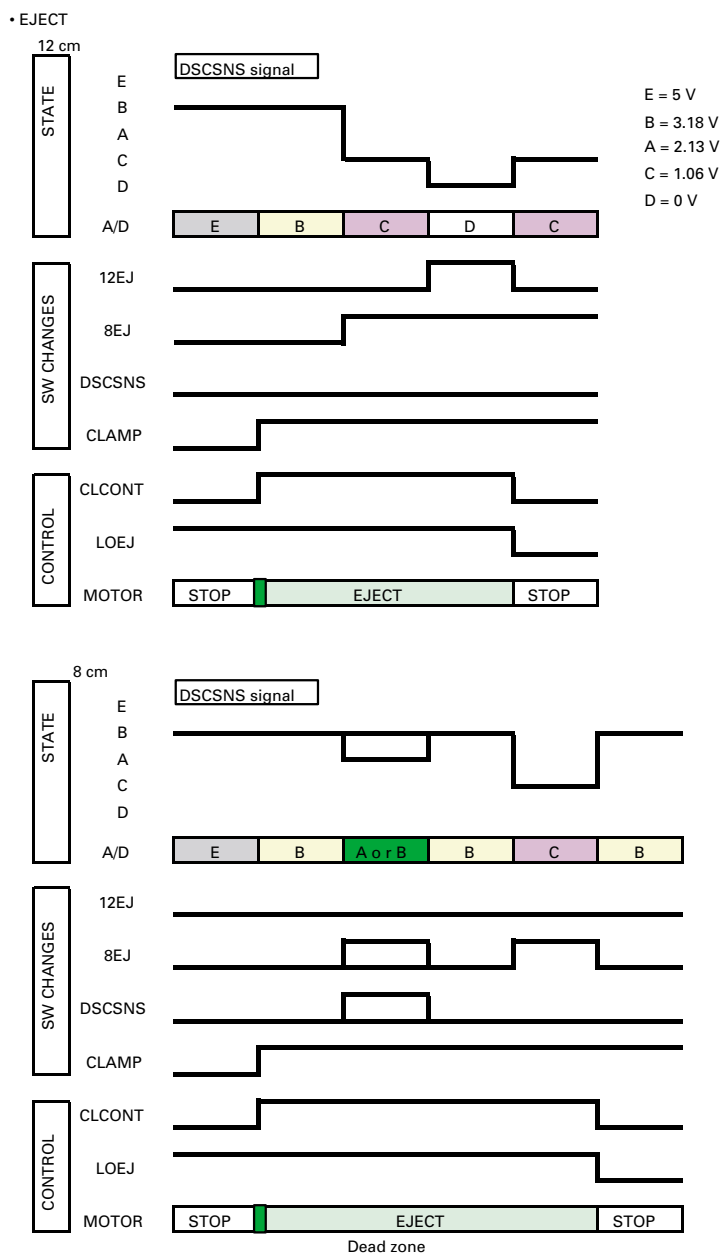 • EJECT
12 cm
STATE
DSCSNS signal
E
B
A
C
D
E = 5 V
B = 3.18 V
A = 2.13 V
C = 1.06 V
D = 0 V
A/D E B C D C
SW CHANGES
12EJ
8EJ
DSCSNS
CLAMP
CONTROL
CLCONT
LOEJ
MOTOR STOP EJECT STOP
8 cm
STATE
DSCSNS signal
E
B
A
C
D
A/D E B A or B B C B
SW CHANGES
12EJ
8EJ
DSCSNS
CLAMP
CONTROL
CLCONT
LOEJ
MOTOR STOP EJECT STOP
Dead zone